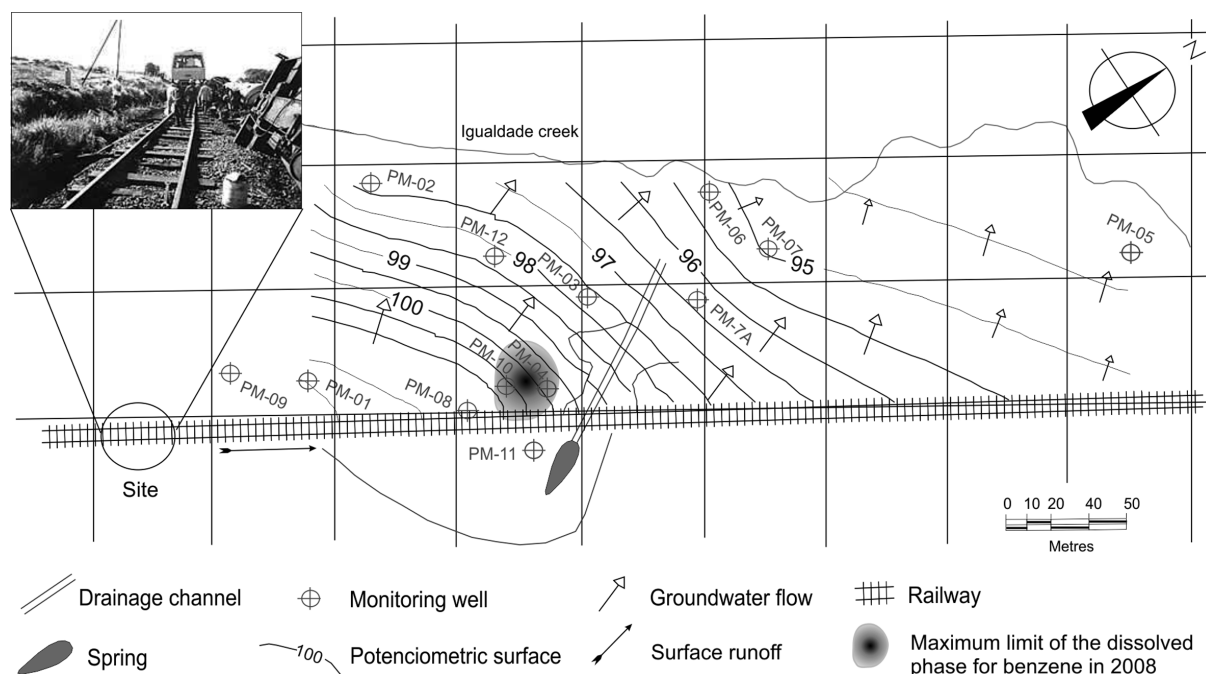 N
Igualdade creek
PM-02
PM-12
PM-06
PM-07
PM-05
99
98
97
96
95
PM-03
100
PM-7A
PM-10
PM-04
PM-09
PM-01
PM-08
PM-11
Site
0 10 20 40 50
Metres
Drainage channel
Monitoring well
Groundwater flow
Railway
Spring
100
Potenciometric surface
Surface runoff
Maximum limit of the dissolved
phase for benzene in 2008